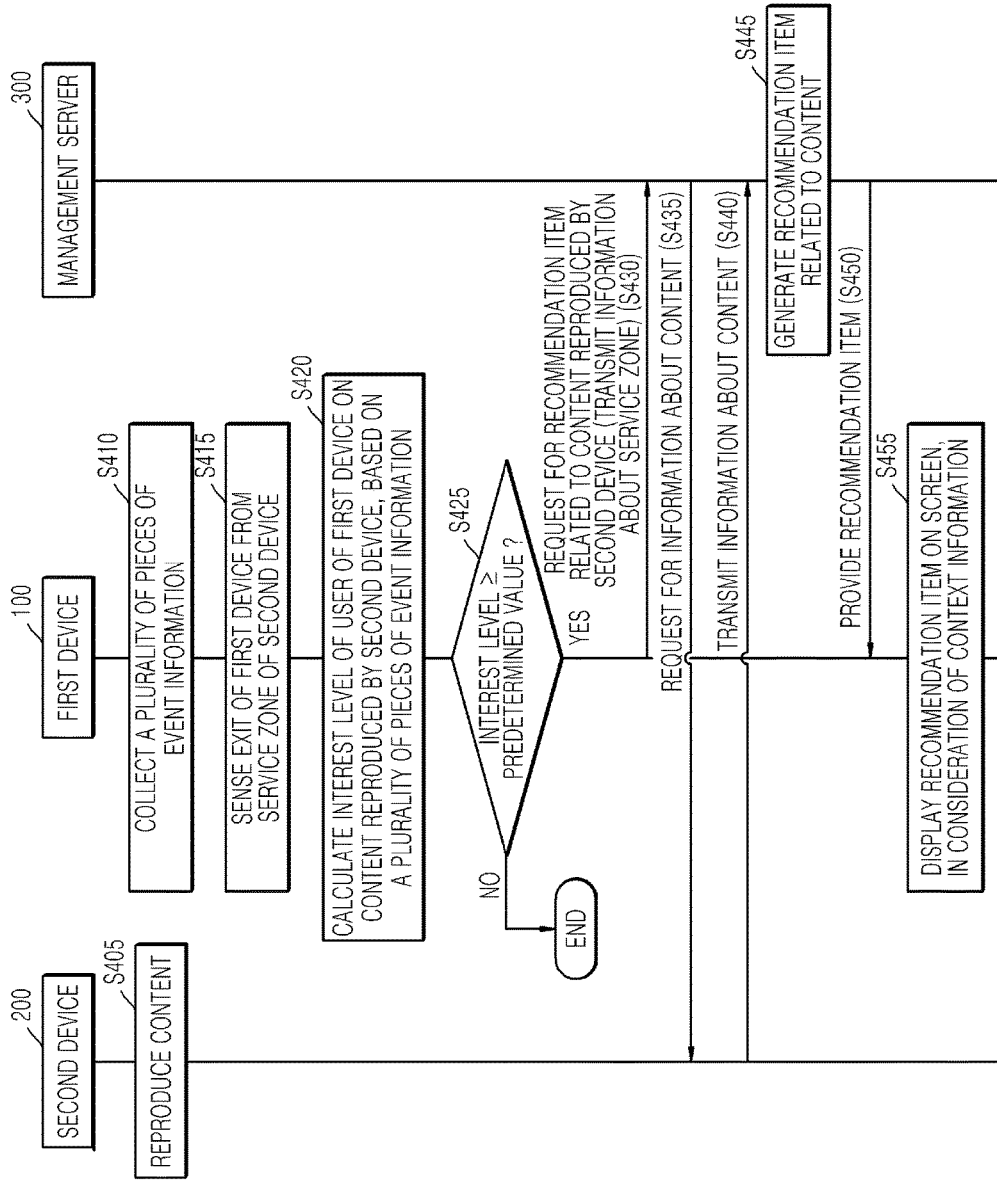 200
SECOND DEVICE
100
FIRST DEVICE
300
MANAGEMENT SERVER
S405
REPRODUCE CONTENT
S410
COLLECT A PLURALITY OF PIECES OF
EVENT INFORMATION
S415
SENSE EXIT OF FIRST DEVICE FROM
SERVICE ZONE OF SECOND DEVICE
S420
CALCULATE INTEREST LEVEL OF USER OF FIRST DEVICE ON
CONTENT REPRODUCED BY SECOND DEVICE, BASED ON
A PLURALITY OF PIECES OF EVENT INFORMATION
S425
INTEREST LEVEL ≥
PREDETERMINED VALUE ?
NO
END
YES
REQUEST FOR RECOMMENDATION ITEM
RELATED TO CONTENT REPRODUCED BY
SECOND DEVICE (TRANSMIT INFORMATION
ABOUT SERVICE ZONE) (S430)
REQUEST FOR INFORMATION ABOUT CONTENT (S435)
TRANSMIT INFORMATION ABOUT CONTENT (S440)
S445
GENERATE RECOMMENDATION ITEM
RELATED TO CONTENT
PROVIDE RECOMMENDATION ITEM (S450)
S455
DISPLAY RECOMMENDATION ITEM ON SCREEN,
IN CONSIDERATION OF CONTEXT INFORMATION